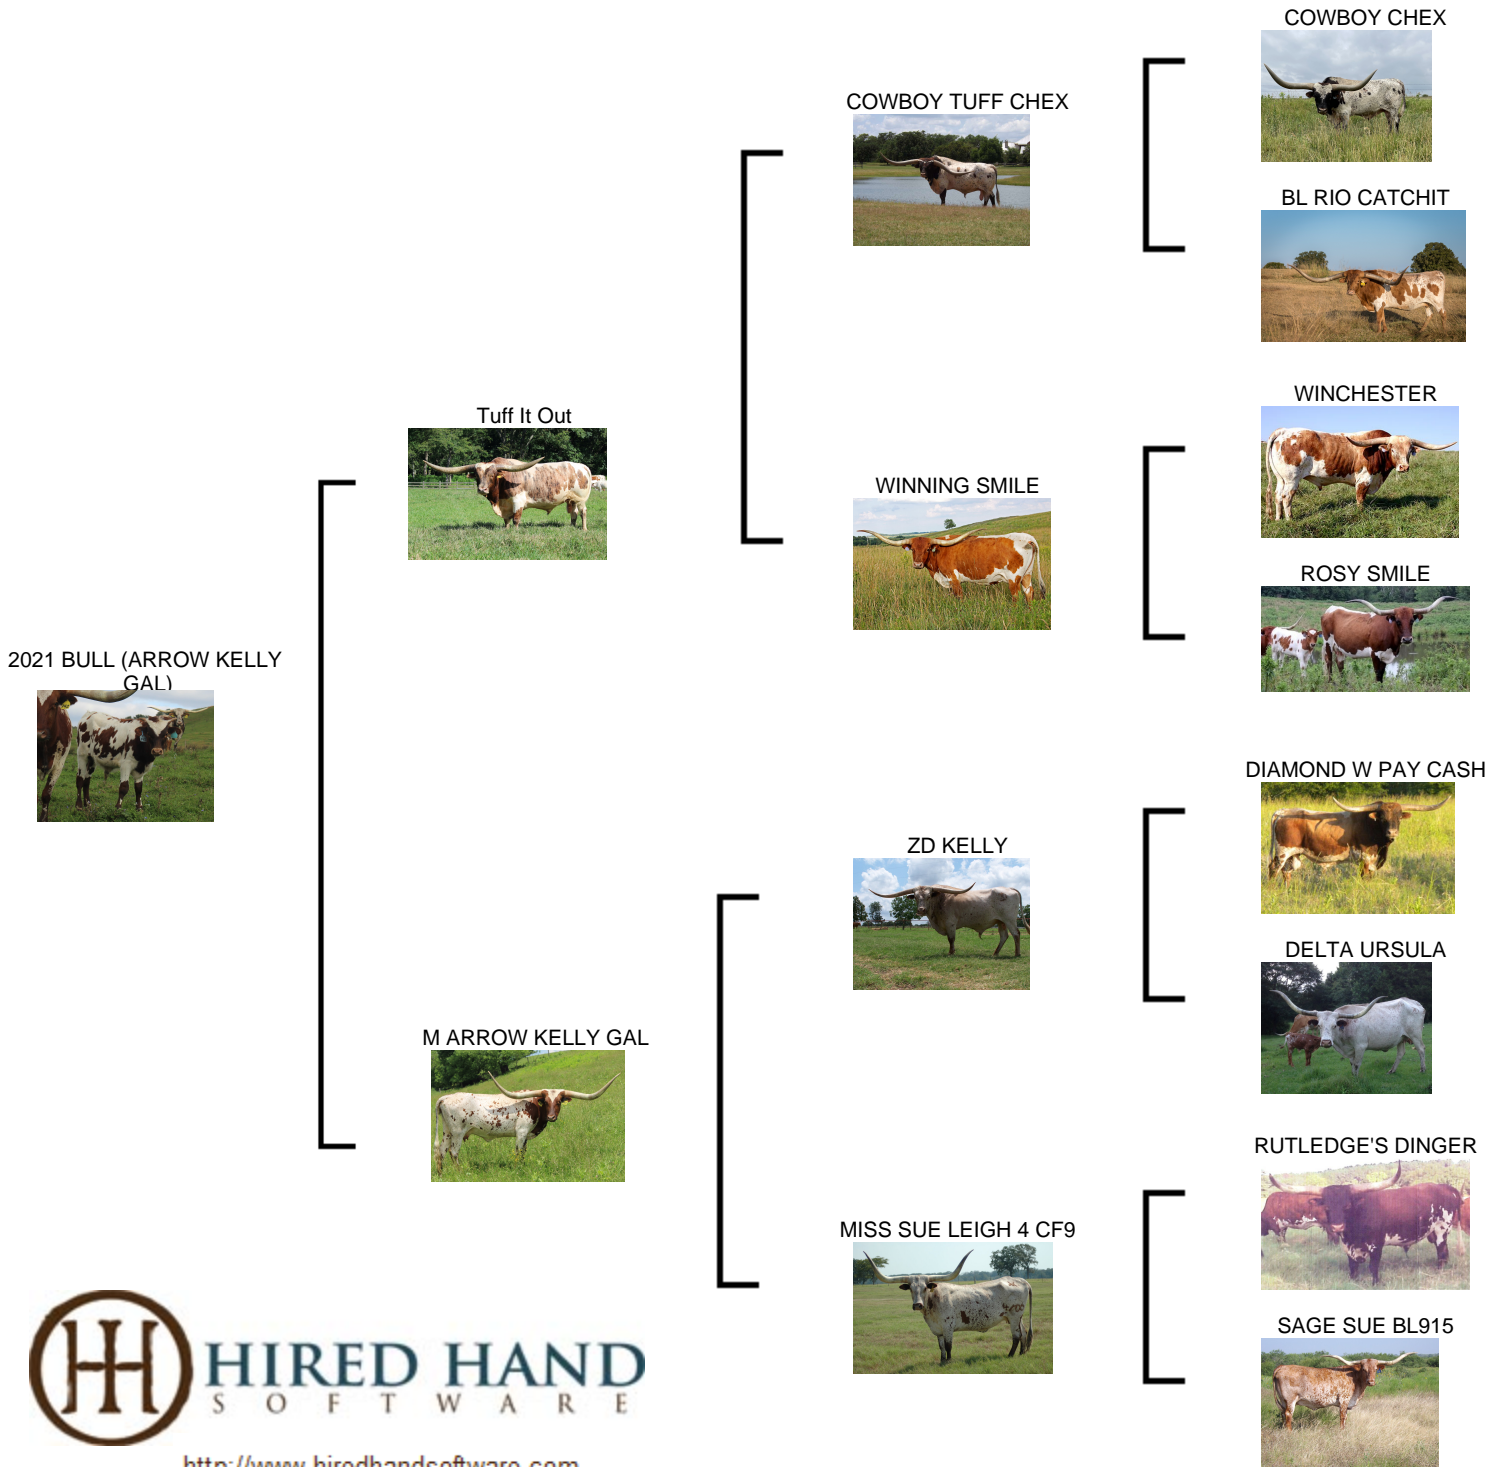 COWBOY CHEX
COWBOY TUFF CHEX
BL RIO CATCHIT
WINCHESTER
Tuff It Out
WINNING SMILE
ROSY SMILE
2021 BULL (ARROW KELLY
GAL)
DIAMOND W PAY CASH
ZD KELLY
DELTA URSULA
M ARROW KELLY GAL
RUTLEDGE'S DINGER
MISS SUE LEIGH 4 CF9
SAGE SUE BL915
HIRED HAND
SOFTWARE
http://www.hiredhandsoftware.com